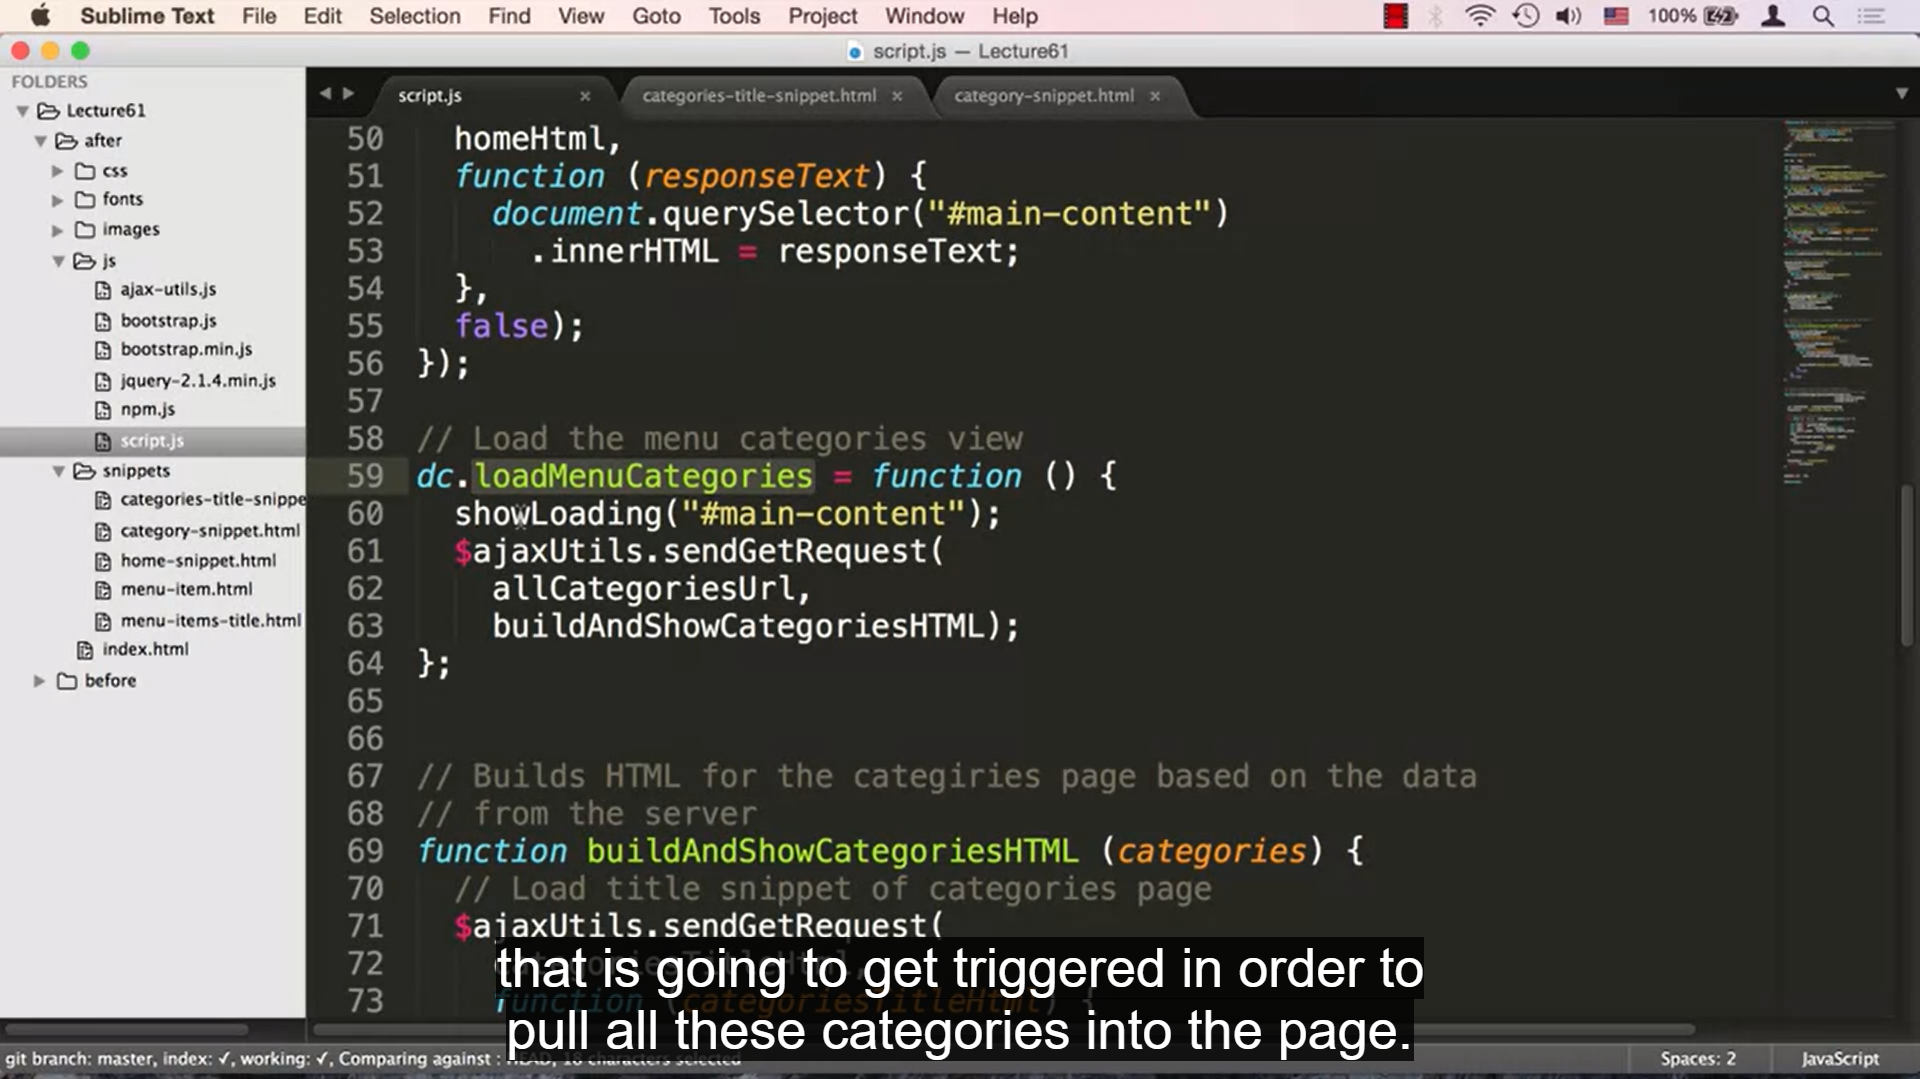 Sublime Text File Edit Selection Find View Goto Tools Project Window Help 100%
script.js — Lecture61
FOLDERS
Lecture61
after
css
fonts
images
js
ajax-utils.js
bootstrap.js
bootstrap.min.js
jquery-2.1.4.min.js
npm.js
script.js
snippets
categories-title-snippe
category-snippet.html
home-snippet.html
menu-item.html
menu-items-title.html
index.html
before
script.js × categories-title-snippet.html × category-snippet.html ×
50 homeHtml,
51 function (responseText) {
52 document.querySelector("#main-content")
53 .innerHTML = responseText;
54 },
55 false);
56 });
57
58 // Load the menu categories view
59 dc.loadMenuCategories = function () {
60 showLoading("#main-content");
61 $ajaxUtils.sendGetRequest(
62 allCategoriesUrl,
63 buildAndShowCategoriesHTML);
64 };
65
66
67 // Builds HTML for the categiries page based on the data
68 // from the server
69 function buildAndShowCategoriesHTML (categories) {
70 // Load title snippet of categories page
71 $ajaxUtils.sendGetRequest(
72 categoriesTitleHtml,
73 function (categoriesTitleHtml) {
that is going to get triggered in order to
pull all these categories into the page.
git branch: master, index: ✓, working: ✓, Comparing against : HEAD, 18 characters selected Spaces: 2 JavaScript